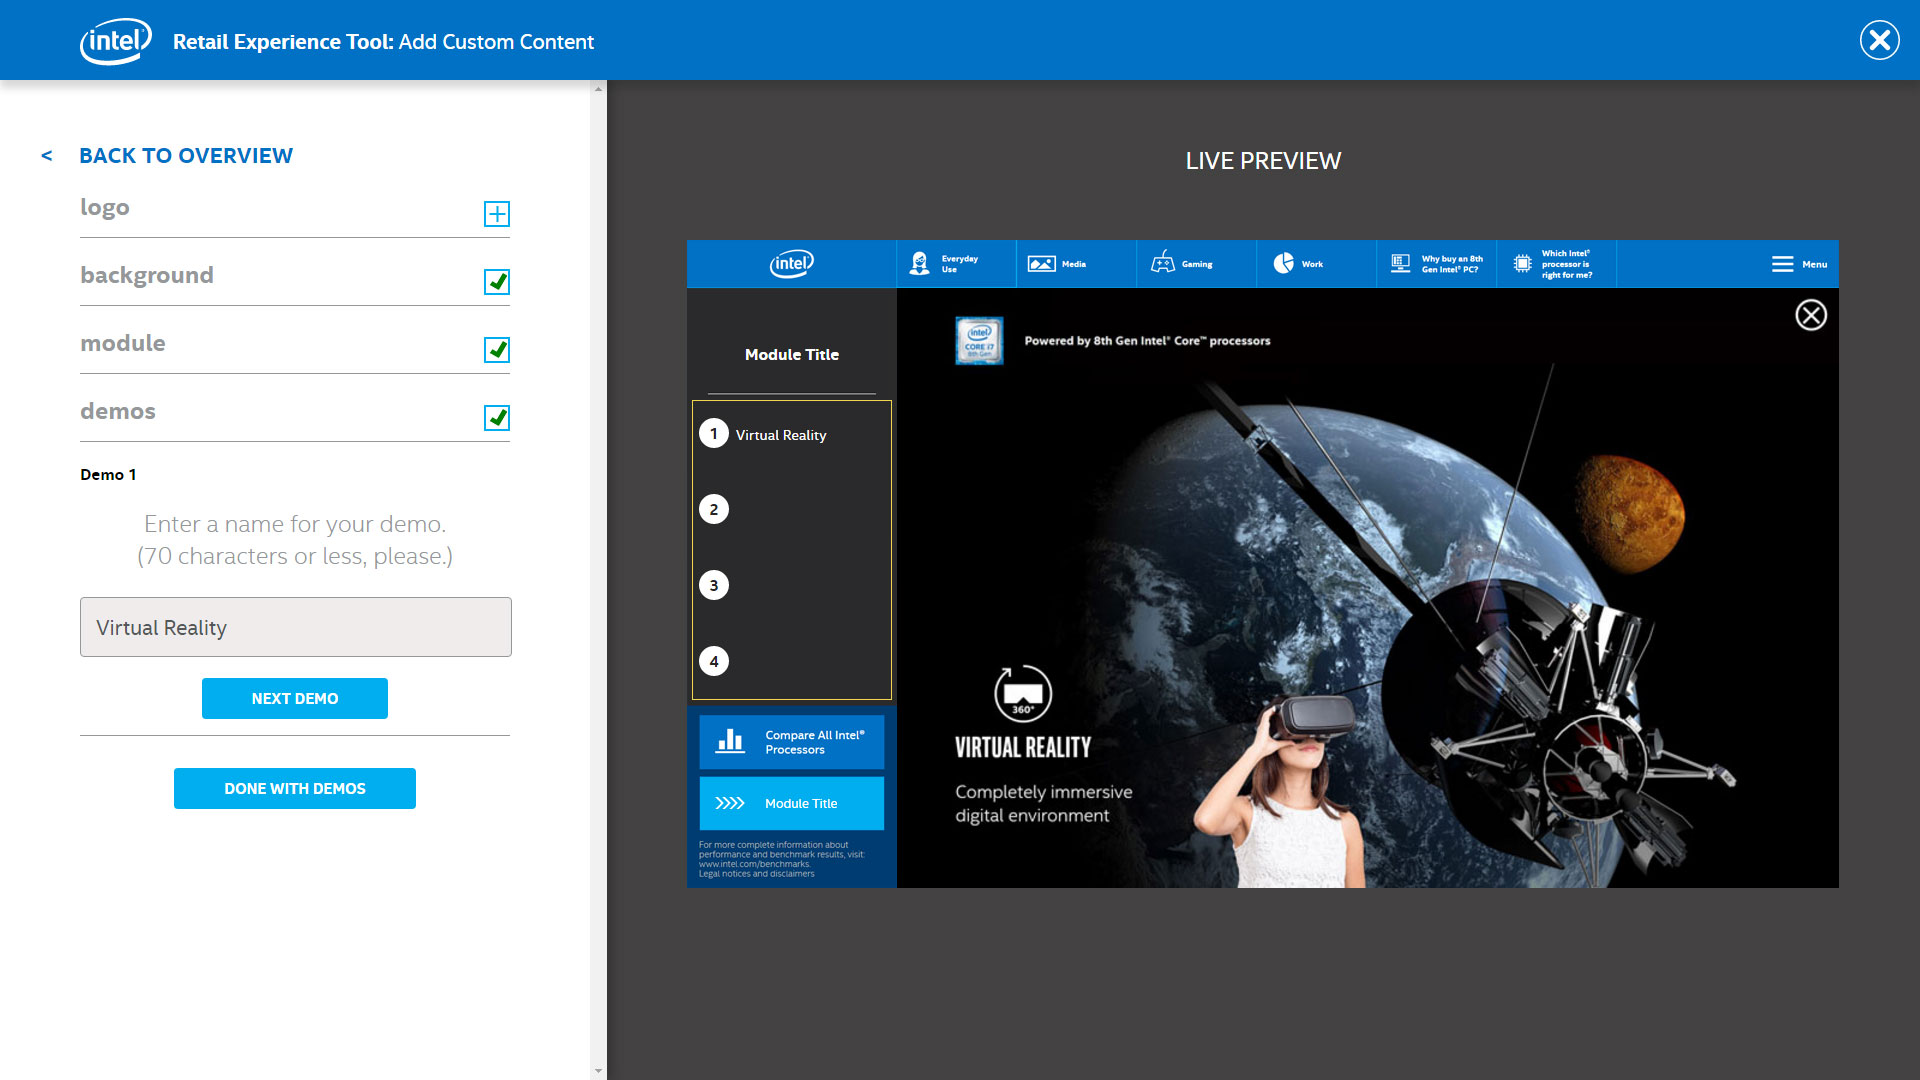 intel
Retail Experience Tool: Add Custom Content
< BACK TO OVERVIEW
logo
background
module
demos
Demo 1
Enter a name for your demo.
(70 characters or less, please.)
Virtual Reality
NEXT DEMO
DONE WITH DEMOS
LIVE PREVIEW
intel
Everyday
Use
Media
Gaming
Work
Why buy an 8th
Gen Intel® PC?
Which Intel®
processor is
right for me?
Menu
Module Title
1 Virtual Reality
2
3
4
Compare All Intel®
Processors
Module Title
For more complete information about
performance and benchmark results, visit:
www.intel.com/benchmarks.
Legal notices and disclaimers
intel
CORE i7
8th Gen
Powered by 8th Gen Intel® Core™ processors
360°
VIRTUAL REALITY
Completely immersive
digital environment